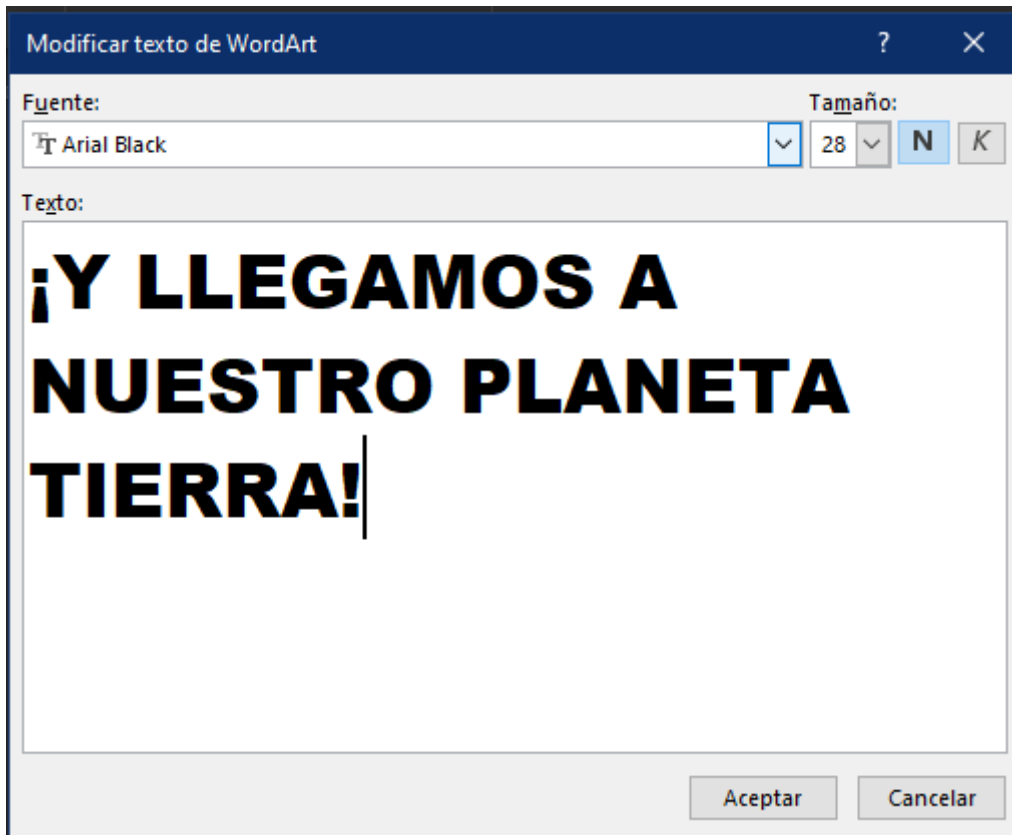 Modificar texto de WordArt ?
Fuente: Tamaño:
Arial Black 28 N K
Texto:
¡Y LLEGAMOS A
NUESTRO PLANETA
TIERRA!
Aceptar Cancelar